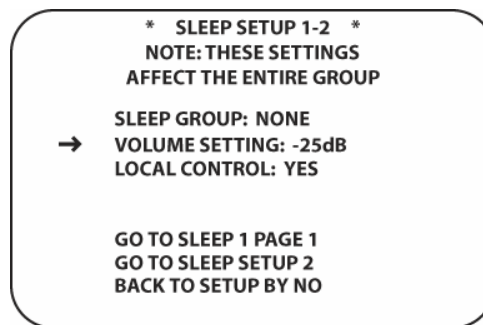 * SLEEP SETUP 1-2 *
NOTE: THESE SETTINGS
AFFECT THE ENTIRE GROUP
SLEEP GROUP: NONE
→ VOLUME SETTING: -25dB
LOCAL CONTROL: YES
GO TO SLEEP 1 PAGE 1
GO TO SLEEP SETUP 2
BACK TO SETUP BY NO